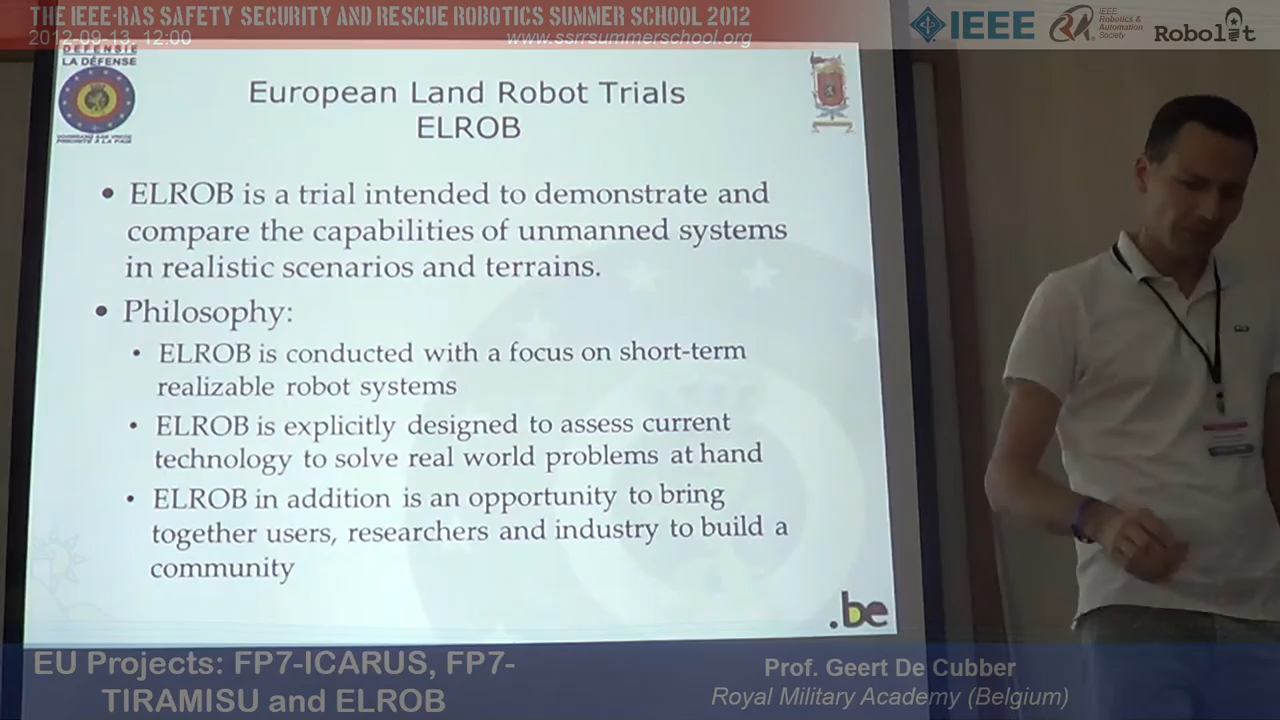 THE IEEE-RAS SAFETY SECURITY AND RESCUE ROBOTICS SUMMER SCHOOL 2012
2012-09-13, 12:00
www.ssrrsummerschool.org
IEEE
IEEE
Robotics &
Automation
Society
Robolit
DEFENSIE
LA DEFENSE
European Land Robot Trials
ELROB
• ELROB is a trial intended to demonstrate and
compare the capabilities of unmanned systems
in realistic scenarios and terrains.
• Philosophy:
• ELROB is conducted with a focus on short-term
realizable robot systems
• ELROB is explicitly designed to assess current
technology to solve real world problems at hand
• ELROB in addition is an opportunity to bring
together users, researchers and industry to build a
community
.be
EU Projects: FP7-ICARUS, FP7-
TIRAMISU and ELROB
Prof. Geert De Cubber
Royal Military Academy (Belgium)